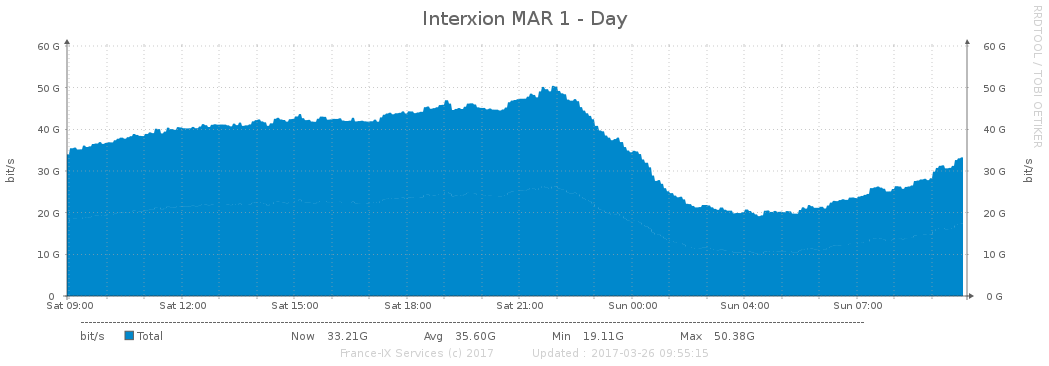 Interxion MAR 1 - Day
RRDTOOL / TOBI OETIKER
60 G 60 G
50 G 50 G
40 G 40 G
30 G 30 G
20 G 20 G
10 G 10 G
0 0 G
bit/s bit/s
Sat 09:00 Sat 12:00 Sat 15:00 Sat 18:00 Sat 21:00 Sun 00:00 Sun 04:00 Sun 07:00
bit/s Total Now 33.21G Avg 35.60G Min 19.11G Max 50.38G
France-IX Services (c) 2017 Updated : 2017-03-26 09:55:15